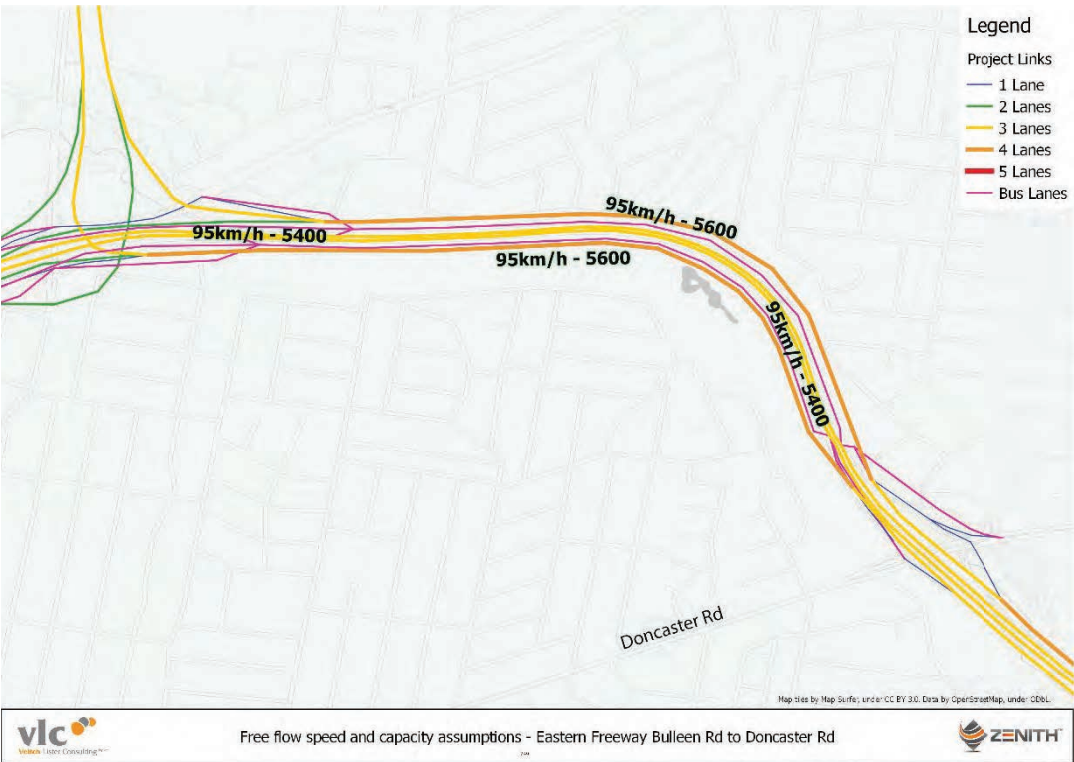 Legend
Project Links
1 Lane
2 Lanes
3 Lanes
4 Lanes
5 Lanes
Bus Lanes
95km/h - 5600
95km/h - 5400
95km/h - 5600
95km/h - 5400
Doncaster Rd
Map tiles by Map Surfer, under CC BY 3.0. Data by OpenStreetMap, under ODbL.
vlc
Veitch Lister Consulting
Free flow speed and capacity assumptions - Eastern Freeway Bulleen Rd to Doncaster Rd
ZENITH